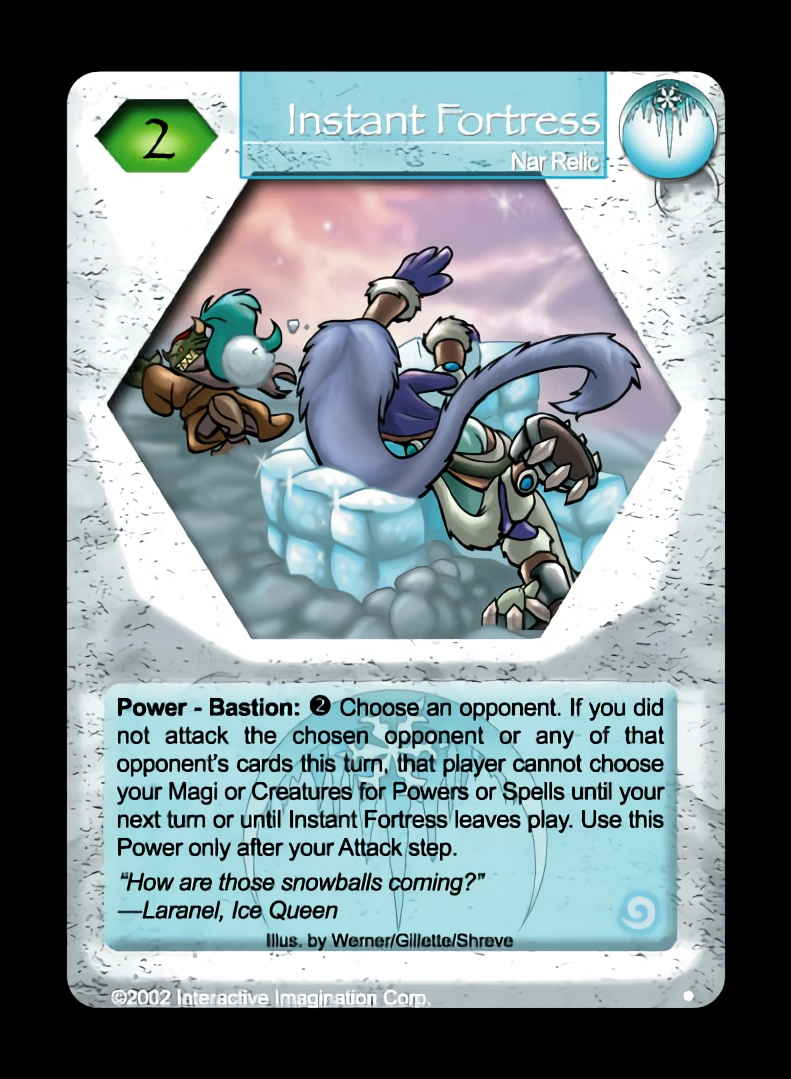 2
Instant Fortress
Nar Relic
Power - Bastion: ❷ Choose an opponent. If you did
not attack the chosen opponent or any of that
opponent's cards this turn, that player cannot choose
your Magi or Creatures for Powers or Spells until your
next turn or until Instant Fortress leaves play. Use this
Power only after your Attack step.
"How are those snowballs coming?"
—Laranel, Ice Queen
Illus. by Werner/Gillette/Shreve
©2002 Interactive Imagination Corp.